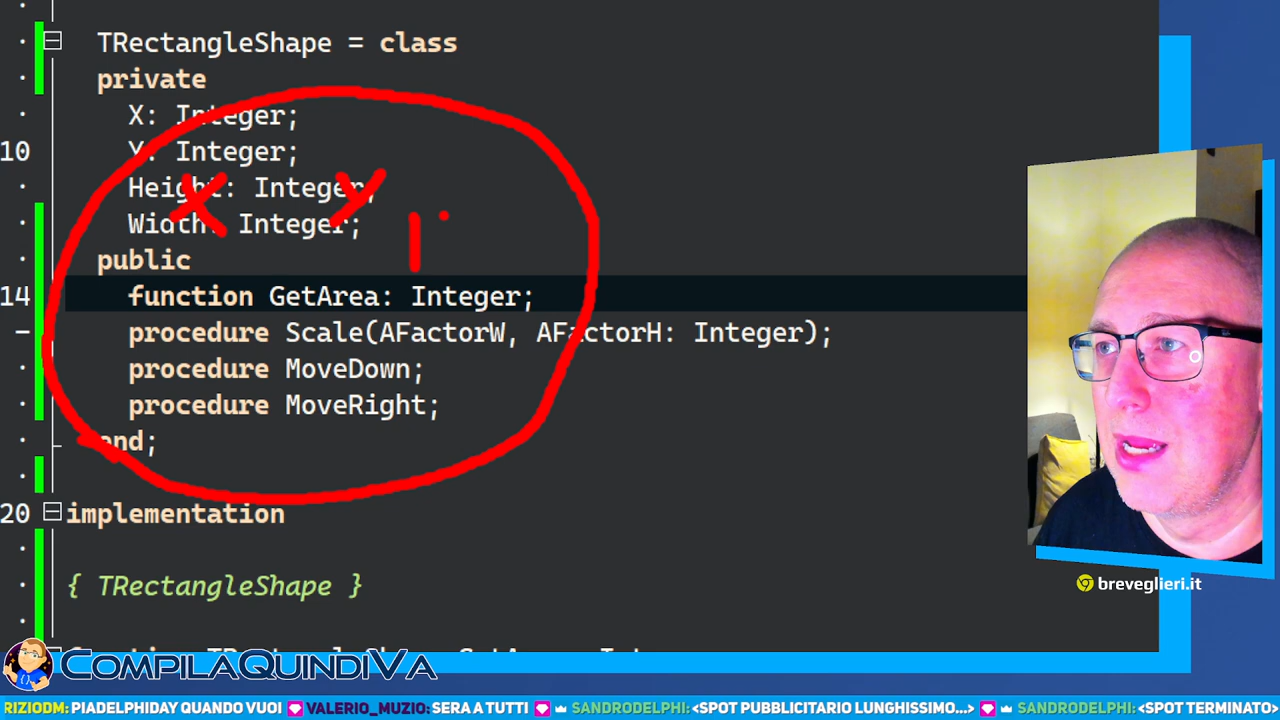 TRectangleShape = class
private
X: Integer;
10 Y: Integer;
Height: Integer;
X Y
Width: Integer;
public
14 function GetArea: Integer;
procedure Scale(AFactorW, AFactorH: Integer);
procedure MoveDown;
procedure MoveRight;
end;
20 implementation
{ TRectangleShape }
breveglieri.it
COMPILAQUINDIVA
RIZIODM: PIADELPHIDAY QUANDO VUOI VALERIO_MUZIO: SERA A TUTTI SANDRODELPHI: <SPOT PUBBLICITARIO LUNGHISSIMO...> SANDRODELPHI: <SPOT TERMINATO>